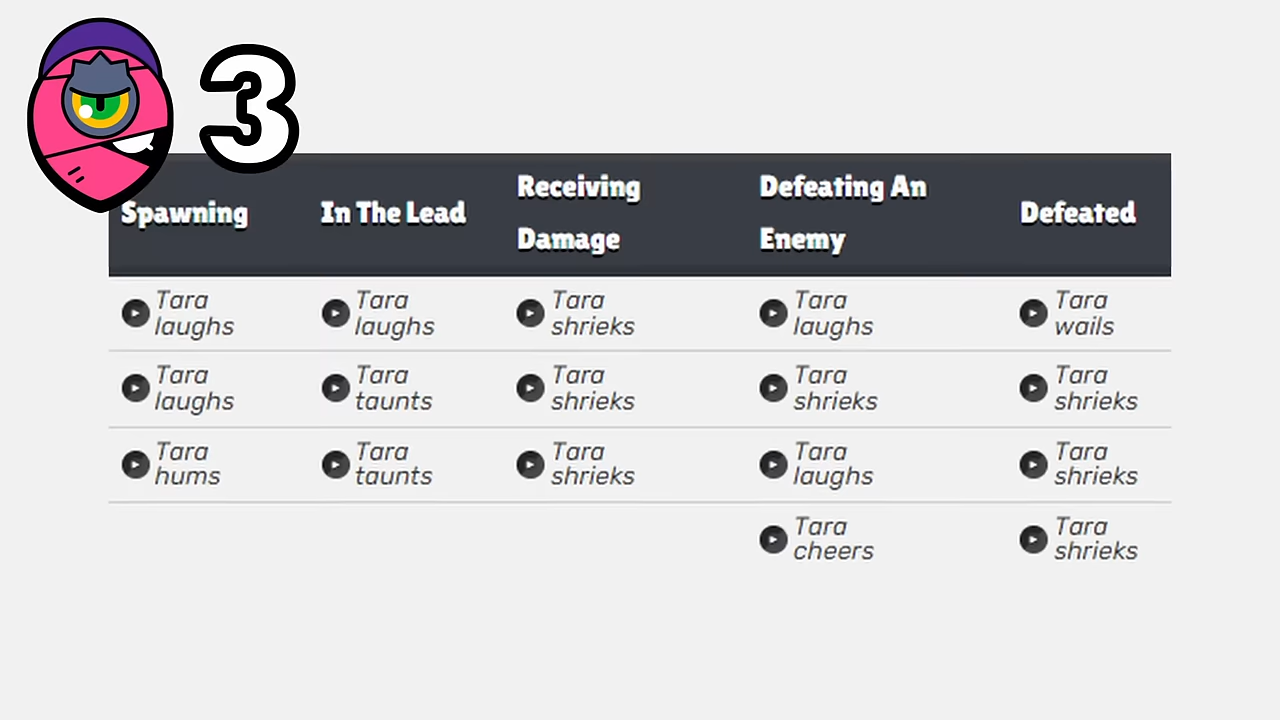 3
Spawning
In The Lead
Receiving
Damage
Defeating An
Enemy
Defeated
Tara
laughs
Tara
laughs
Tara
shrieks
Tara
laughs
Tara
wails
Tara
laughs
Tara
taunts
Tara
shrieks
Tara
shrieks
Tara
shrieks
Tara
hums
Tara
taunts
Tara
shrieks
Tara
laughs
Tara
shrieks
Tara
cheers
Tara
shrieks